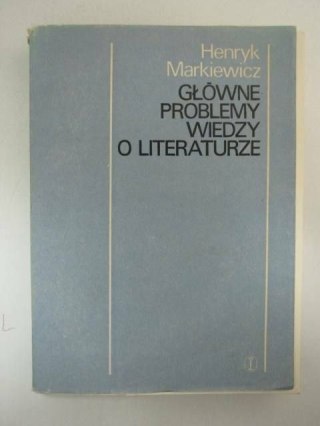 Henryk
Markiewicz
GŁÓWNE
PROBLEMY
WIEDZY
O LITERATURZE